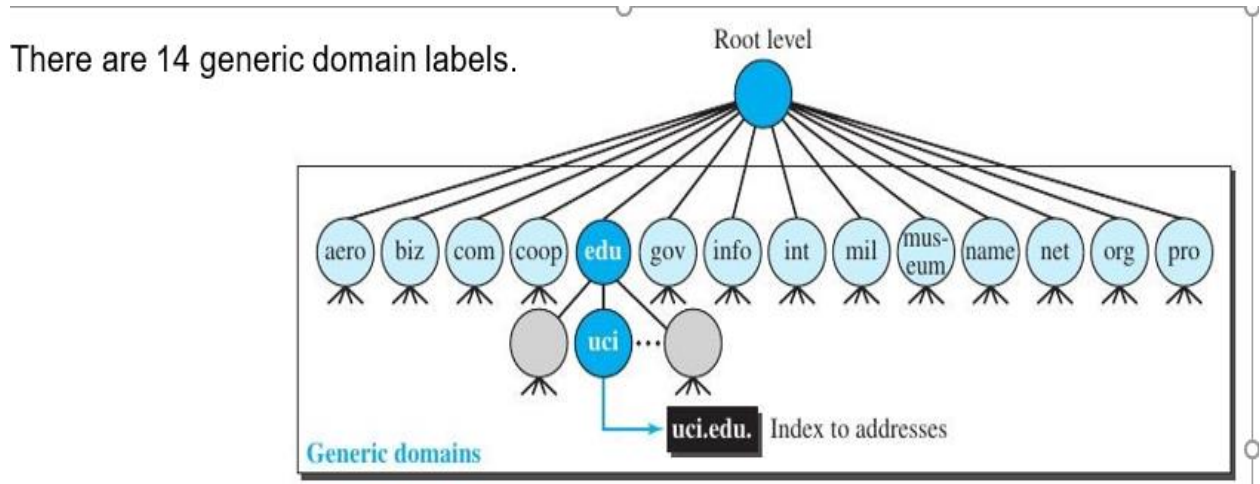 There are 14 generic domain labels.
Root level
aero biz com coop edu gov info int mil mus-
eum name net org pro
uci ...
uci.edu. Index to addresses
Generic domains